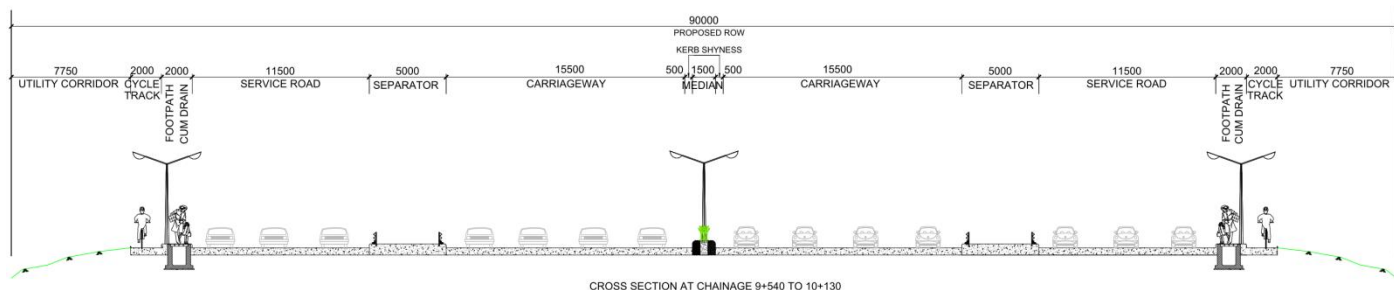 90000
PROPOSED ROW
KERB SHYNESS
7750 2000 2000 11500 5000 15500 500 1500 500 15500 5000 11500 2000 2000 7750
UTILITY CORRIDOR CYCLE TRACK FOOTPATH CUM DRAIN SERVICE ROAD SEPARATOR CARRIAGEWAY MEDIAN CARRIAGEWAY SEPARATOR SERVICE ROAD FOOTPATH CUM DRAIN CYCLE TRACK UTILITY CORRIDOR
CROSS SECTION AT CHAINAGE 9+540 TO 10+130